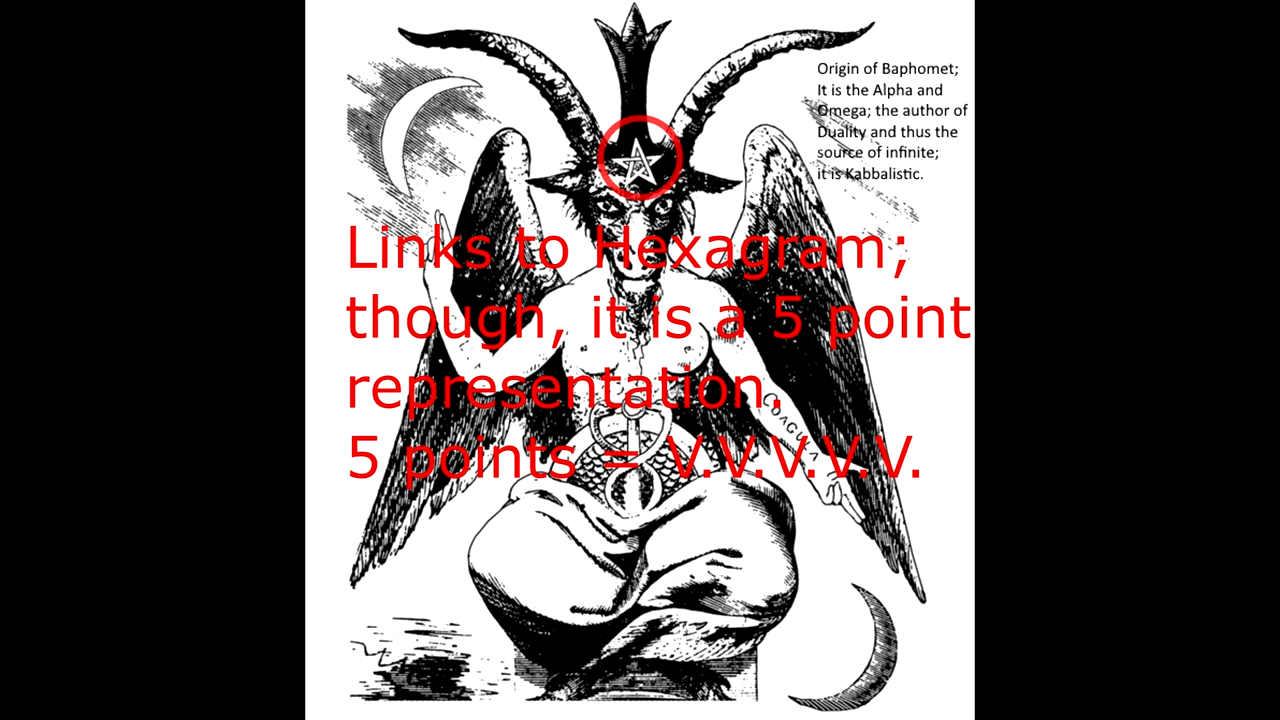 Origin of Baphomet;
It is the Alpha and
Omega; the author of
Duality and thus the
source of infinite;
it is Kabbalistic.
Links to Hexagram;
though, it is a 5 point
representation.
5 points = V.V.V.V.V.
COAGULA